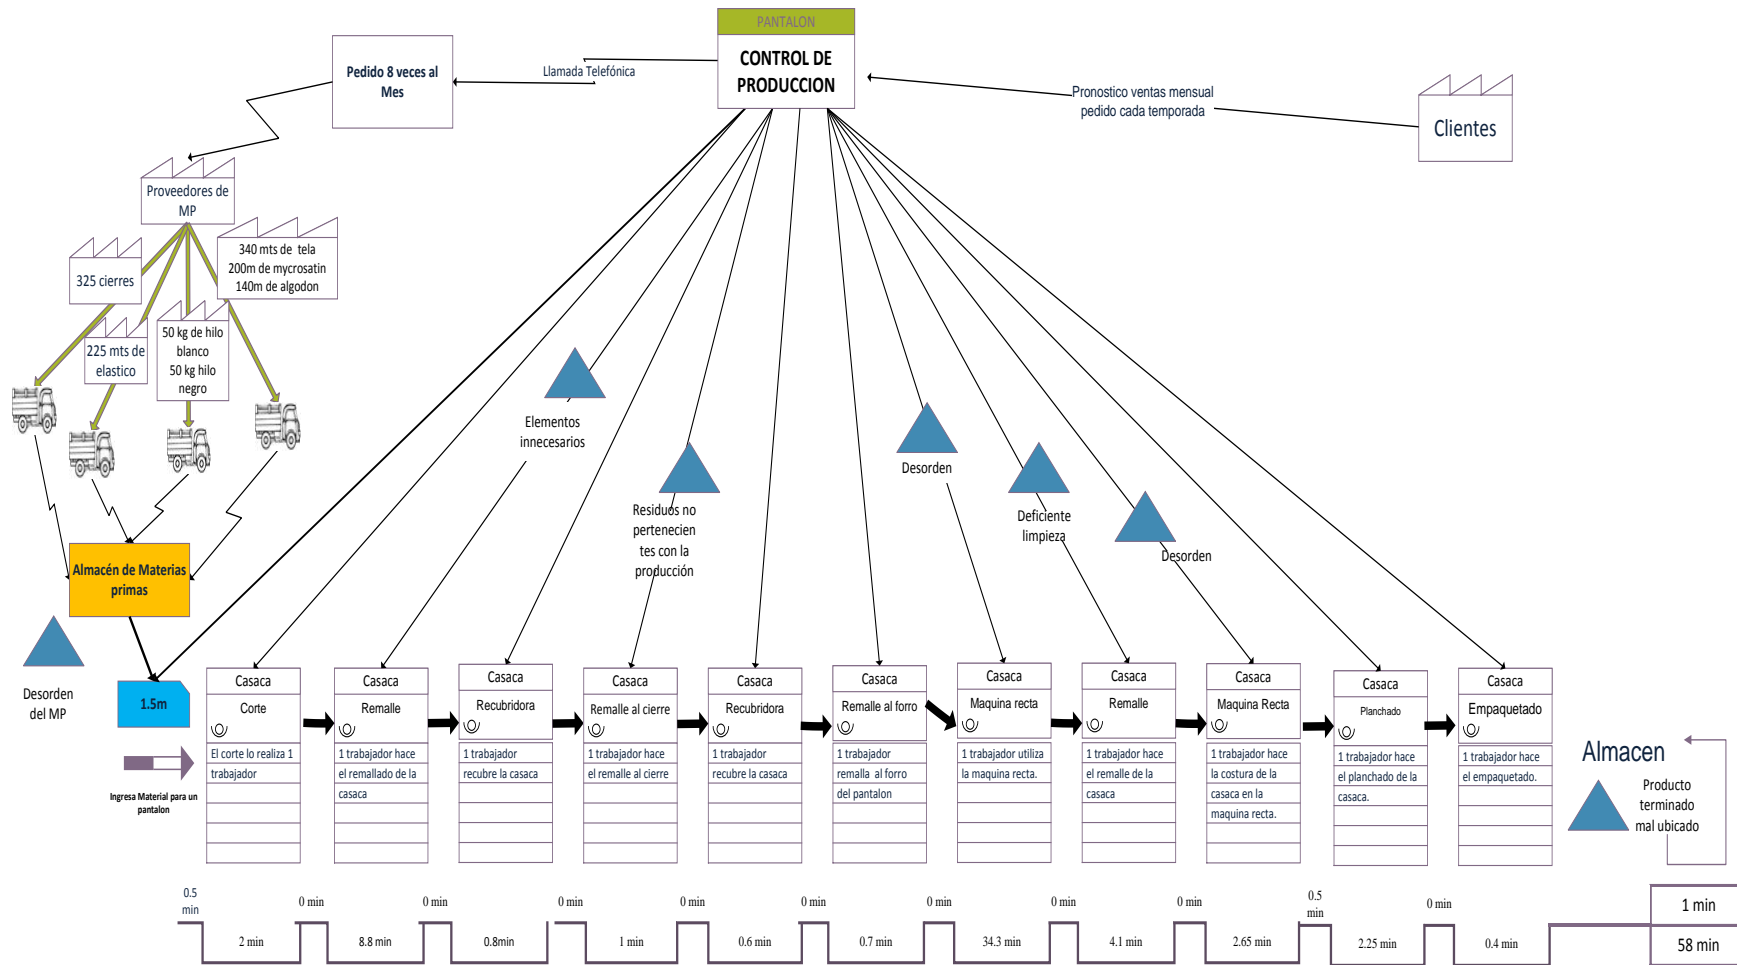 PANTALON
CONTROL DE
PRODUCCION
Pedido 8 veces al
Mes
Llamada Telefónica
Pronostico ventas mensual
pedido cada temporada
Clientes
Proveedores de
MP
340 mts de tela
200m de mycrosatin
140m de algodon
325 cierres
225 mts de
elastico
50 kg de hilo
blanco
50 kg hilo
negro
Elementos
innecesarios
Residuos no
pertenecien
tes con la
producción
Desorden
Deficiente
limpieza
Desorden
Almacén de Materias
primas
Desorden
del MP
1.5m
Ingresa Material para un
pantalon
Casaca
Corte
El corte lo realiza 1
trabajador
Casaca
Remalle
1 trabajador hace
el remallado de la
casaca
Casaca
Recubridora
1 trabajador
recubre la casaca
Casaca
Remalle al cierre
1 trabajador hace
el remalle al cierre
Casaca
Recubridora
1 trabajador
recubre la casaca
Casaca
Remalle al forro
1 trabajador
remalla al forro
del pantalon
Casaca
Maquina recta
1 trabajador utiliza
la maquina recta.
Casaca
Remalle
1 trabajador hace
el remalle de la
casaca
Casaca
Maquina Recta
1 trabajador hace
la costura de la
casaca en la
maquina recta.
Casaca
Planchado
1 trabajador hace
el planchado de la
casaca.
Casaca
Empaquetado
1 trabajador hace
el empaquetado.
Almacen
Producto
terminado
mal ubicado
0.5
min
0 min
0 min
0 min
0 min
0 min
0 min
0 min
0 min
0.5
min
0 min
1 min
2 min
8.8 min
0.8min
1 min
0.6 min
0.7 min
34.3 min
4.1 min
2.65 min
2.25 min
0.4 min
58 min